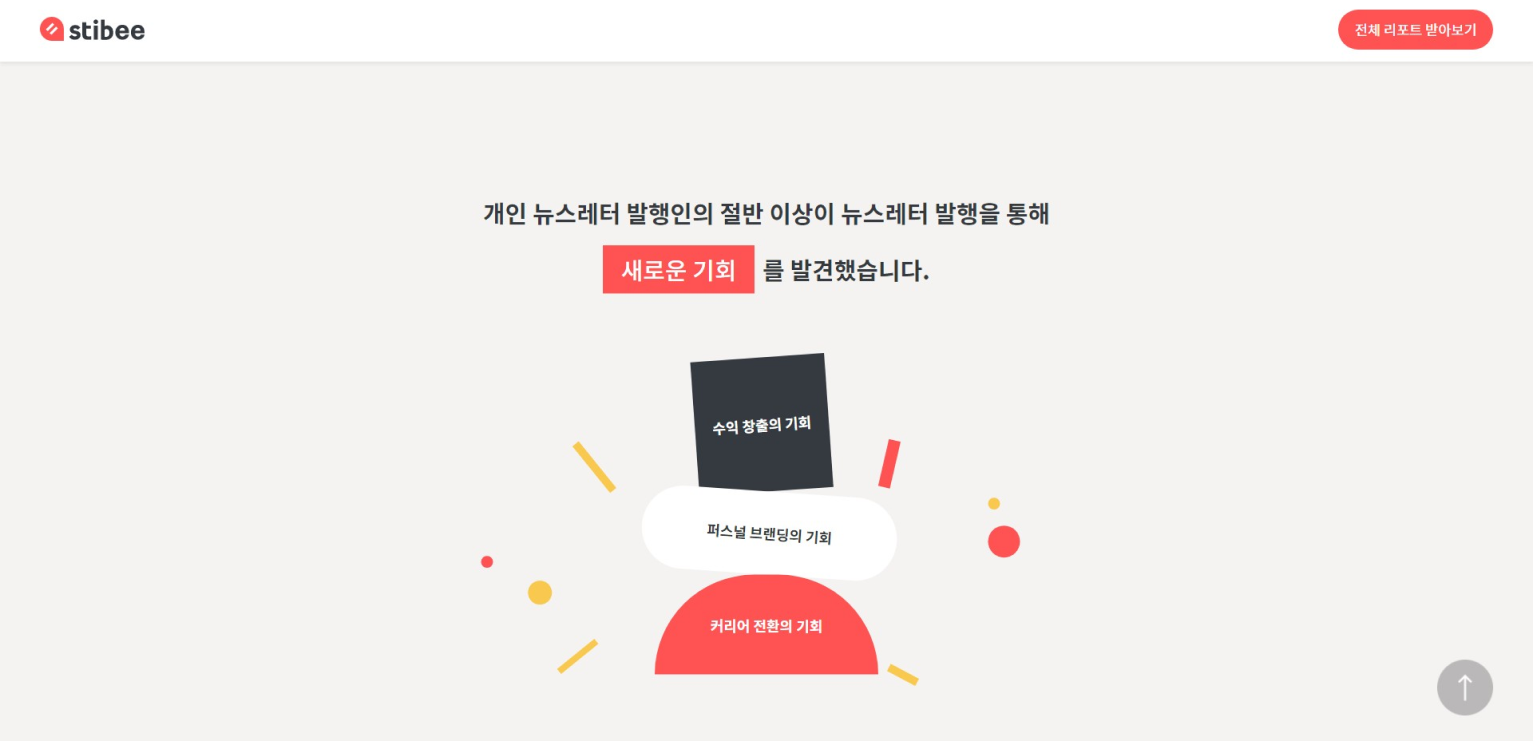 stibee
전체 리포트 받아보기
개인 뉴스레터 발행인의 절반 이상이 뉴스레터 발행을 통해
새로운 기회 를 발견했습니다.
수익 창출의 기회
퍼스널 브랜딩의 기회
커리어 전환의 기회